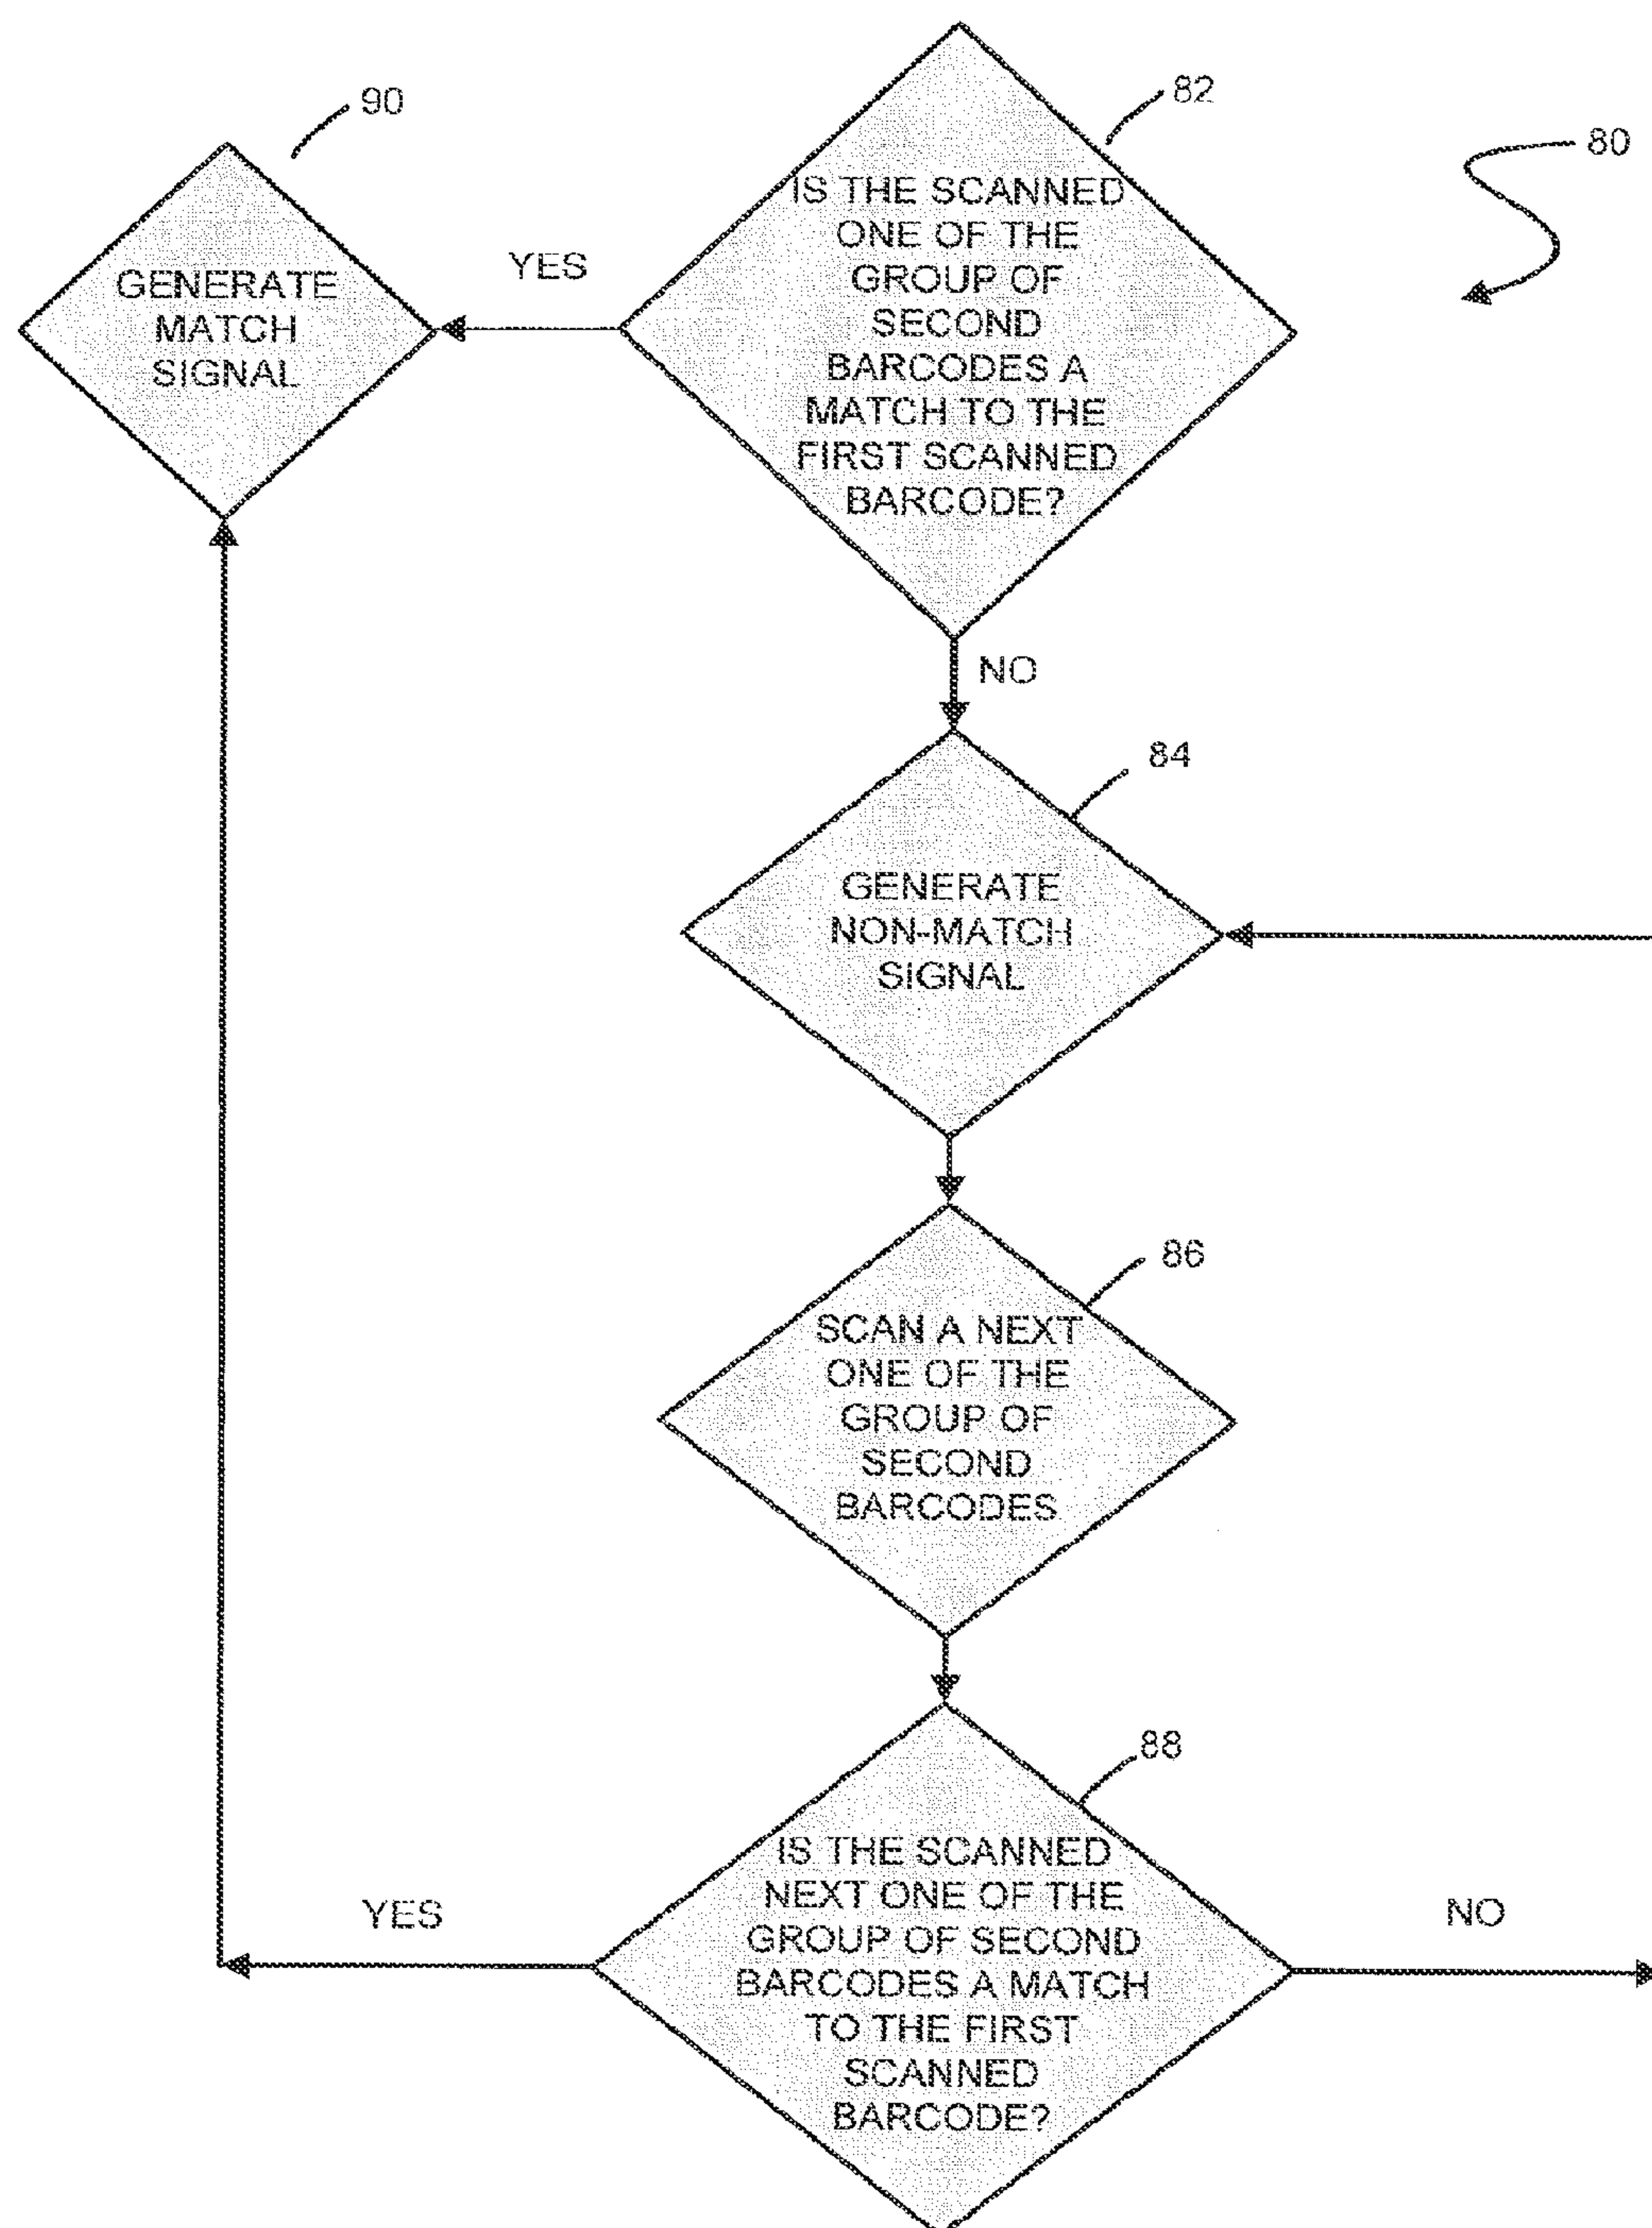 90
82
80
IS THE SCANNED
ONE OF THE
GROUP OF
SECOND
BARCODES A
MATCH TO THE
FIRST SCANNED
BARCODE?
YES
GENERATE
MATCH
SIGNAL
NO
84
GENERATE
NON-MATCH
SIGNAL
86
SCAN A NEXT
ONE OF THE
GROUP OF
SECOND
BARCODES
88
IS THE SCANNED
NEXT ONE OF THE
GROUP OF SECOND
BARCODES A MATCH
TO THE FIRST
SCANNED
BARCODE?
YES
NO